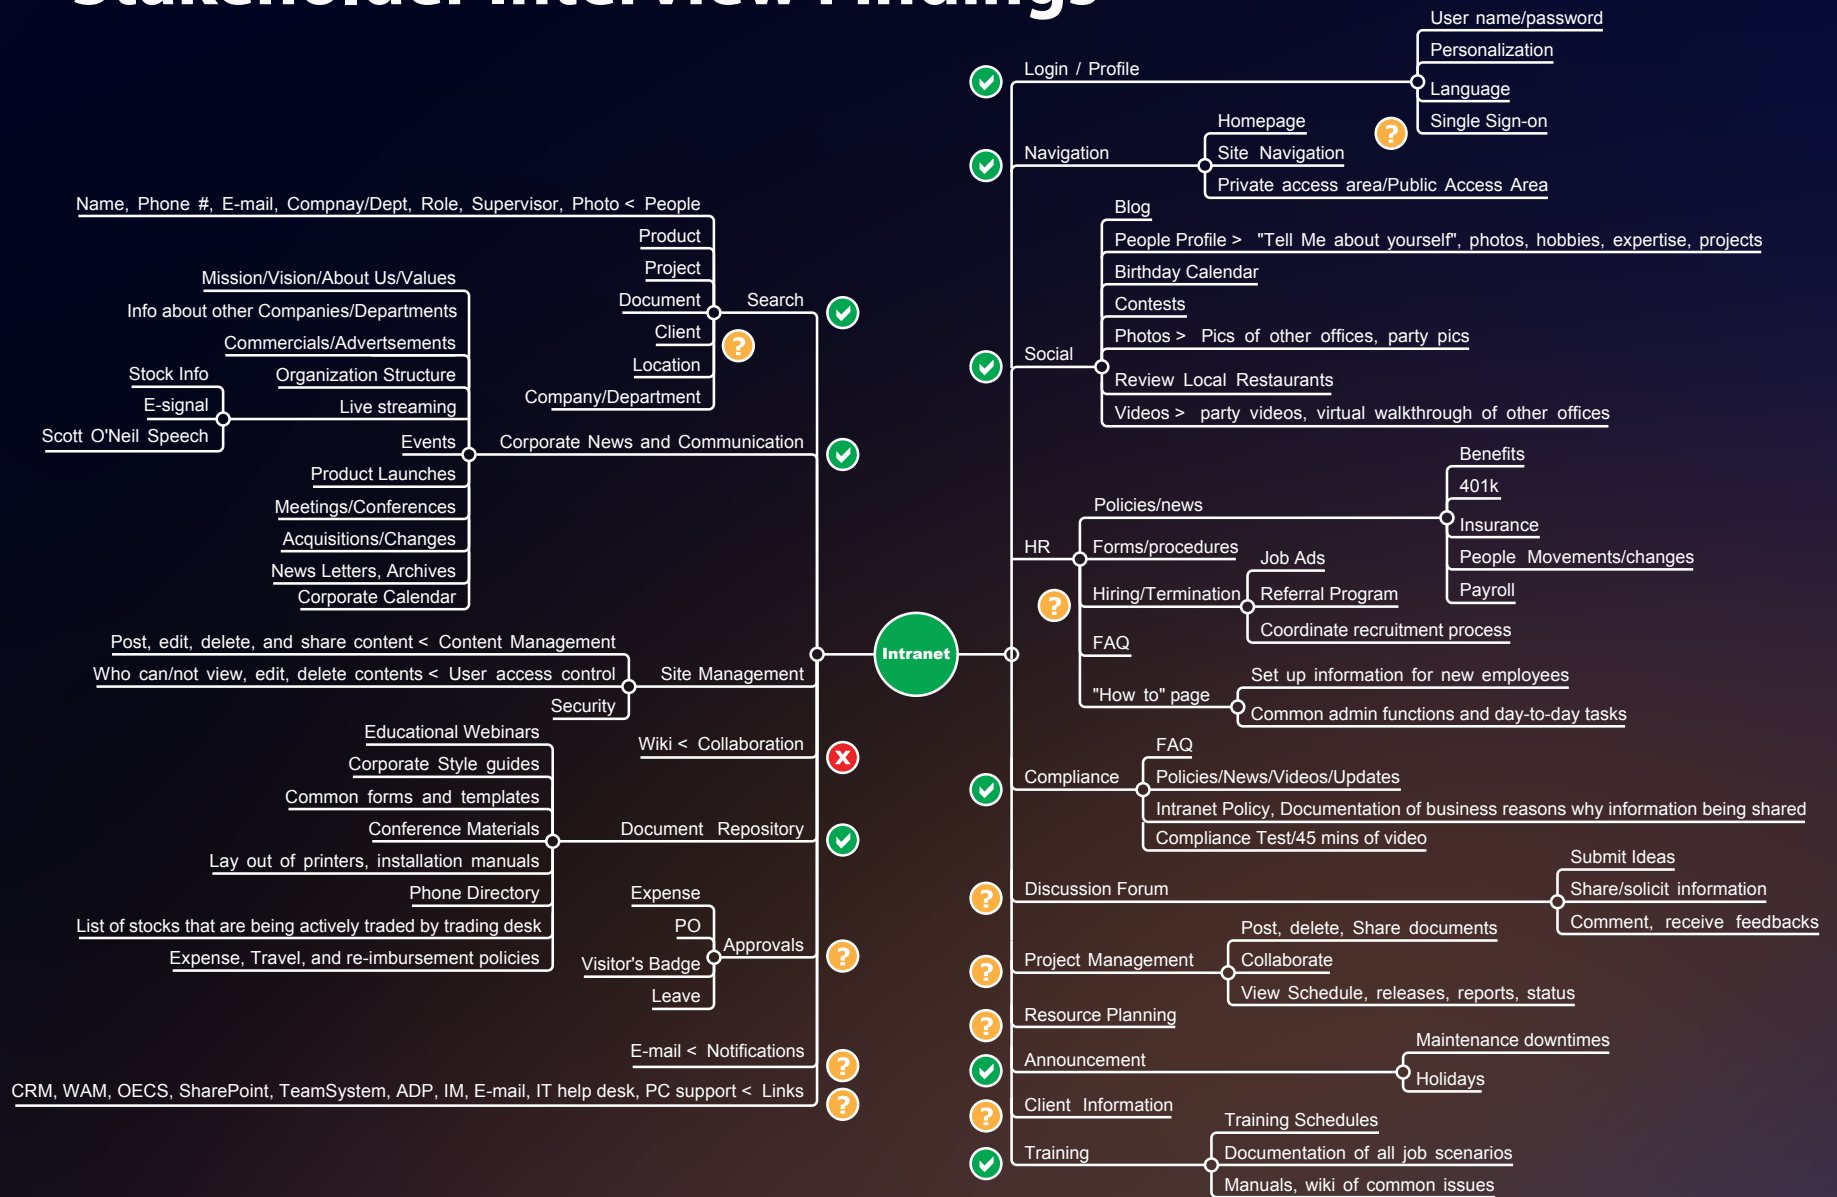 Stakeholder Interview Findings
Name, Phone #, E-mail, Compnay/Dept, Role, Supervisor, Photo < People
Product
Project
Document
Client
Location
Company/Department
Search
Mission/Vision/About Us/Values
Info about other Companies/Departments
Commercials/Advertsements
Organization Structure
Live streaming
Stock Info
E-signal
Scott O'Neil Speech
Events
Product Launches
Meetings/Conferences
Acquisitions/Changes
News Letters, Archives
Corporate Calendar
Corporate News and Communication
Post, edit, delete, and share content < Content Management
Who can/not view, edit, delete contents < User access control
Security
Site Management
Wiki < Collaboration
Educational Webinars
Corporate Style guides
Common forms and templates
Conference Materials
Lay out of printers, installation manuals
Phone Directory
List of stocks that are being actively traded by trading desk
Expense, Travel, and re-imbursement policies
Document Repository
Expense
PO
Visitor's Badge
Leave
Approvals
E-mail < Notifications
CRM, WAM, OECS, SharePoint, TeamSystem, ADP, IM, E-mail, IT help desk, PC support < Links
Intranet
Login / Profile
User name/password
Personalization
Language
Single Sign-on
Navigation
Homepage
Site Navigation
Private access area/Public Access Area
Social
Blog
People Profile > "Tell Me about yourself", photos, hobbies, expertise, projects
Birthday Calendar
Contests
Photos > Pics of other offices, party pics
Review Local Restaurants
Videos > party videos, virtual walkthrough of other offices
HR
Policies/news
Benefits
401k
Insurance
People Movements/changes
Payroll
Forms/procedures
Hiring/Termination
Job Ads
Referral Program
Coordinate recruitment process
FAQ
"How to" page
Set up information for new employees
Common admin functions and day-to-day tasks
Compliance
FAQ
Policies/News/Videos/Updates
Intranet Policy, Documentation of business reasons why information being shared
Compliance Test/45 mins of video
Discussion Forum
Submit Ideas
Share/solicit information
Comment, receive feedbacks
Project Management
Post, delete, Share documents
Collaborate
View Schedule, releases, reports, status
Resource Planning
Announcement
Maintenance downtimes
Holidays
Client Information
Training
Training Schedules
Documentation of all job scenarios
Manuals, wiki of common issues